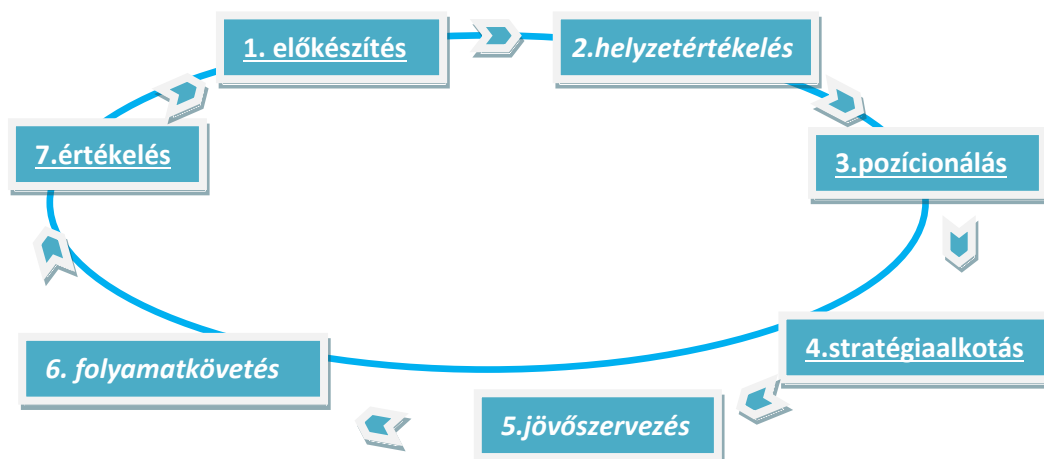 1. előkészítés
2.helyzetértékelés
3.pozícionálás
4.stratégiaalkotás
5.jövőszervezés
6. folyamatkövetés
7.értékelés